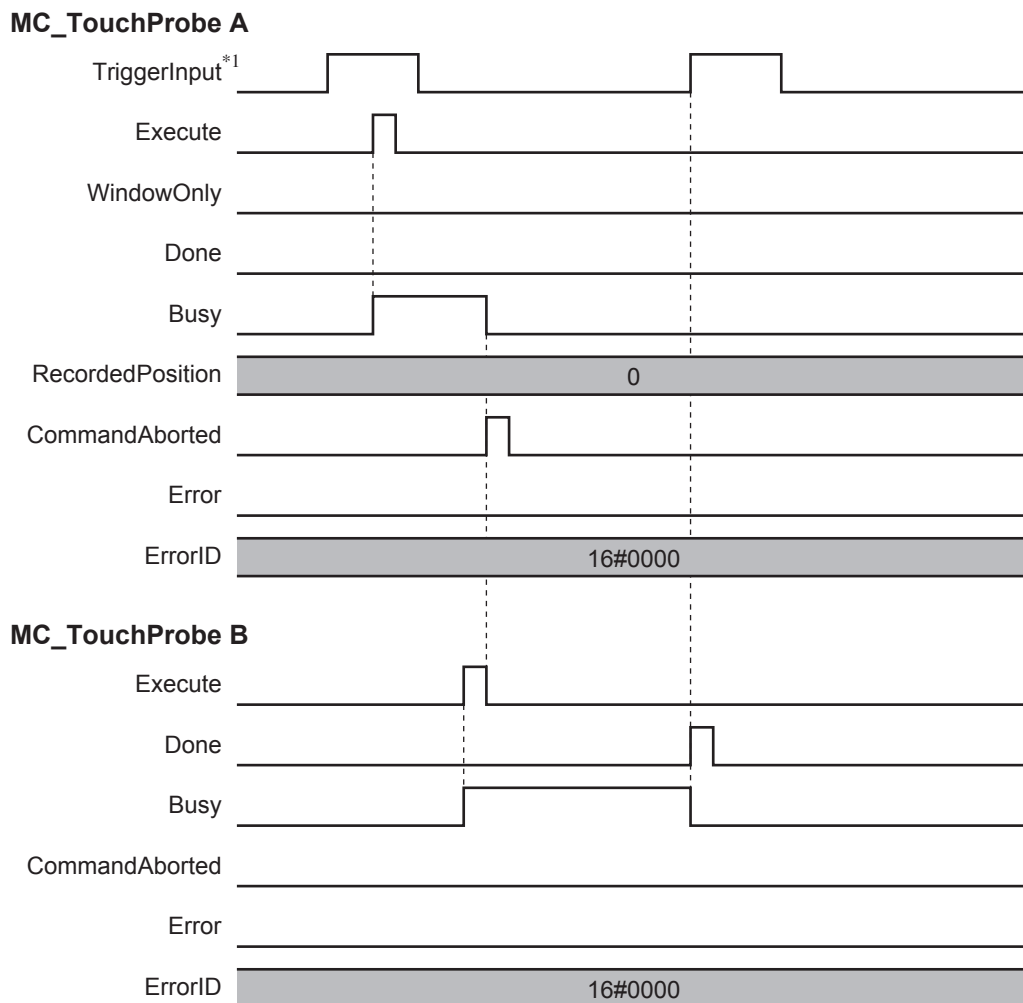 MC_TouchProbe A
TriggerInput*1
Execute
WindowOnly
Done
Busy
RecordedPosition
0
CommandAborted
Error
ErrorID
16#0000
MC_TouchProbe B
Execute
Done
Busy
CommandAborted
Error
ErrorID
16#0000